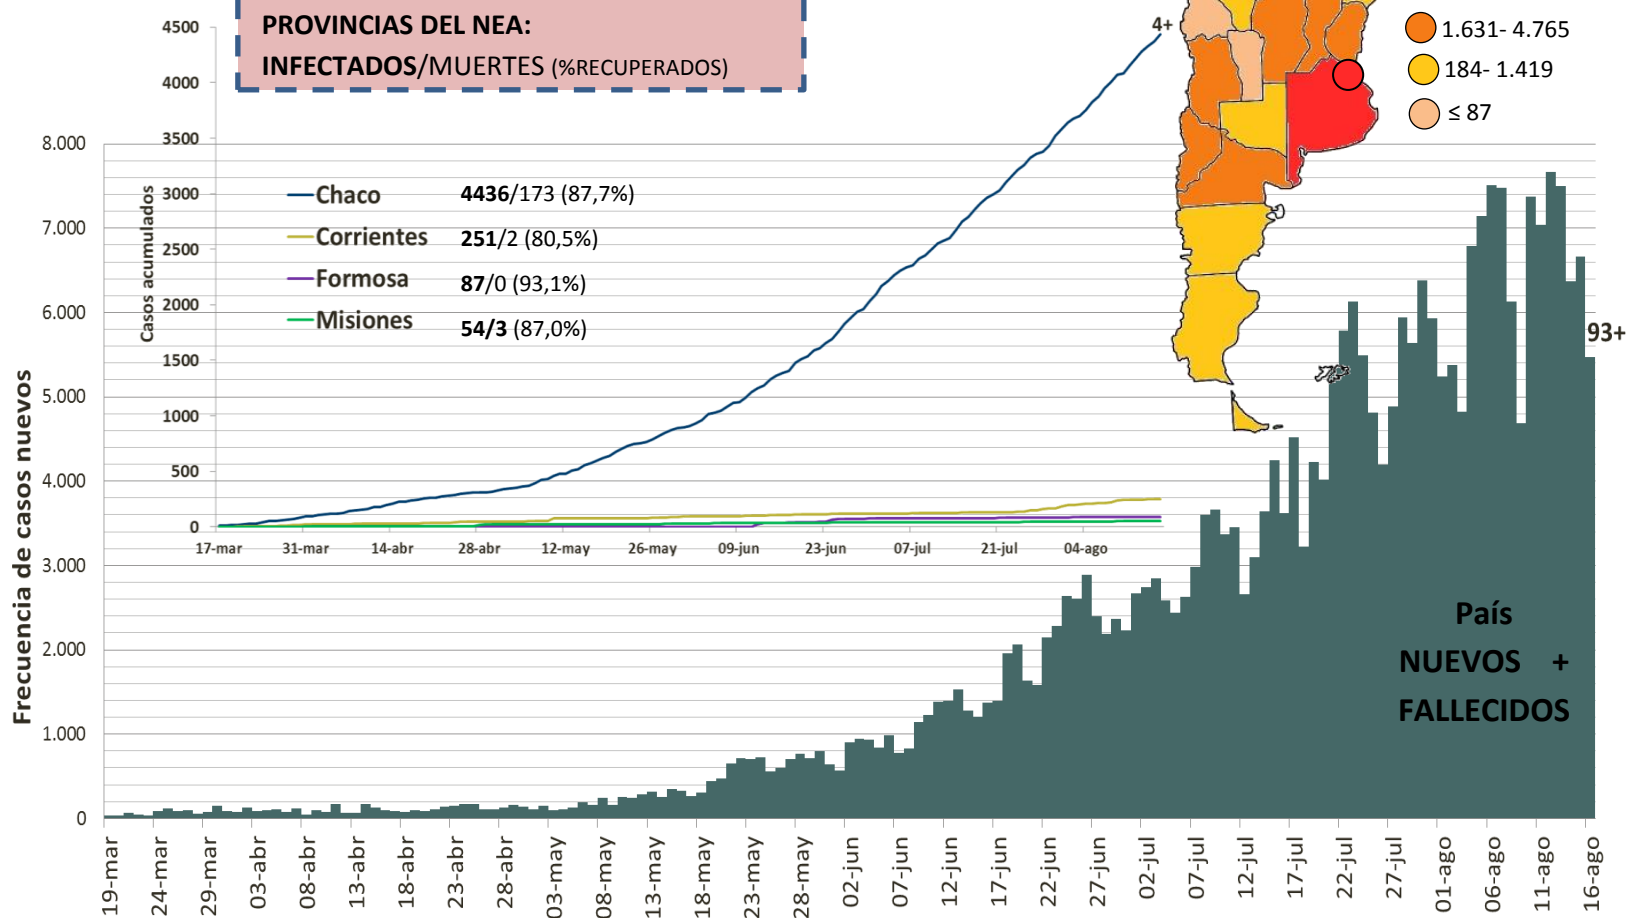 PROVINCIAS DEL NEA:
INFECTADOS/MUERTES (%RECUPERADOS)
4+
1.631- 4.765
184- 1.419
≤ 87
Casos acumulados
4500
4000
3500
3000
2500
2000
1500
1000
500
0
Chaco 4436/173 (87,7%)
Corrientes 251/2 (80,5%)
Formosa 87/0 (93,1%)
Misiones 54/3 (87,0%)
17-mar 31-mar 14-abr 28-abr 12-may 26-may 09-jun 23-jun 07-jul 21-jul 04-ago
93+
Frecuencia de casos nuevos
8.000
7.000
6.000
5.000
4.000
3.000
2.000
1.000
0
País
NUEVOS +
FALLECIDOS
19-mar 24-mar 29-mar 03-abr 08-abr 13-abr 18-abr 23-abr 28-abr 03-may 08-may 13-may 18-may 23-may 28-may 02-jun 07-jun 12-jun 17-jun 22-jun 27-jun 02-jul 07-jul 12-jul 17-jul 22-jul 27-jul 01-ago 06-ago 11-ago 16-ago